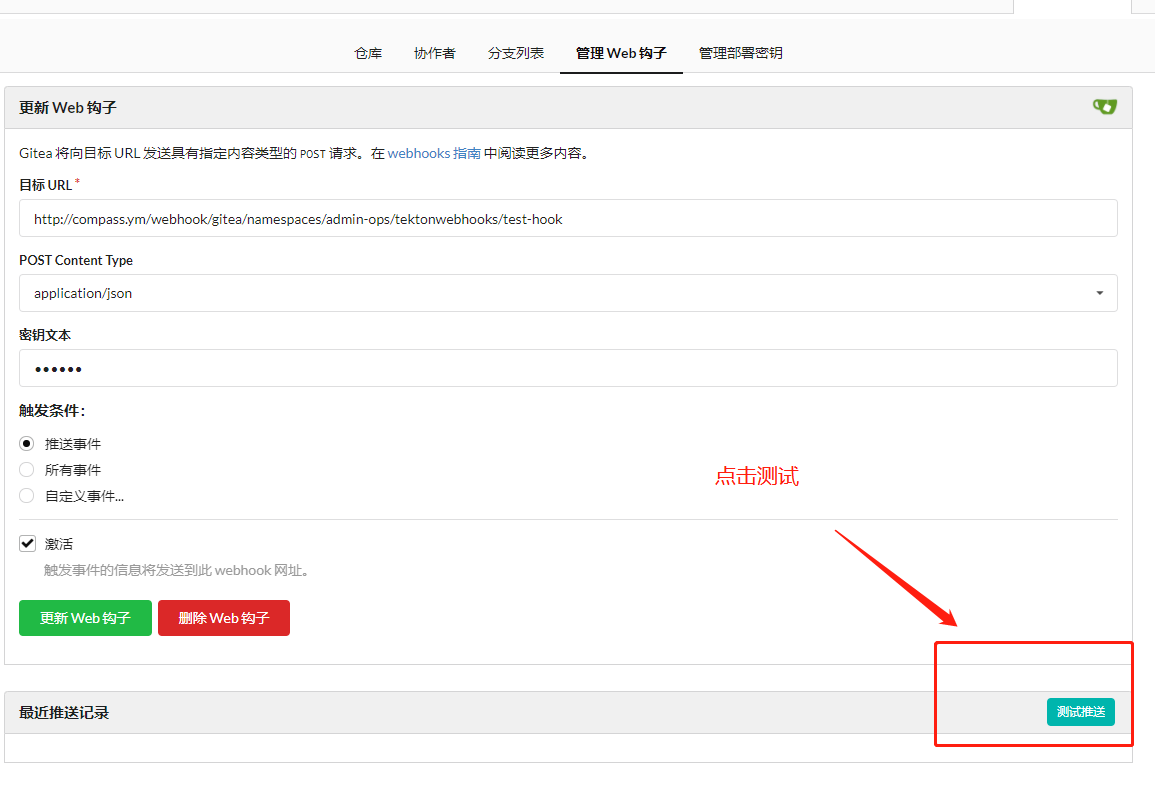 仓库 协作者 分支列表 管理 Web 钩子 管理部署密钥
更新 Web 钩子
Gitea 将向目标 URL 发送具有指定内容类型的 POST 请求。在 webhooks 指南 中阅读更多内容。
目标 URL *
http://compass.ym/webhook/gitea/namespaces/admin-ops/tektonwebhooks/test-hook
POST Content Type
application/json
密钥文本
••••••
触发条件：
推送事件
所有事件
自定义事件...
点击测试
激活
触发事件的信息将发送到此 webhook 网址。
更新 Web 钩子 删除 Web 钩子
最近推送记录 测试推送